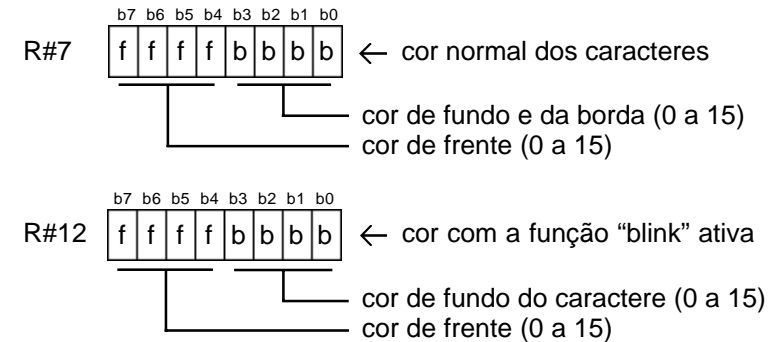 b7 b6 b5 b4 b3 b2 b1 b0
R#7 f f f f b b b b ← cor normal dos caracteres
cor de fundo e da borda (0 a 15)
cor de frente (0 a 15)
b7 b6 b5 b4 b3 b2 b1 b0
R#12 f f f f b b b b ← cor com a função “blink” ativa
cor de fundo do caractere (0 a 15)
cor de frente (0 a 15)